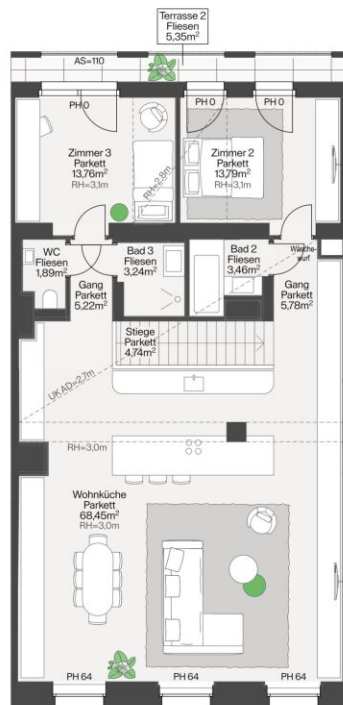 Terrasse 2
Fliesen
5,35m²
AS=110
PH 0
PH 0
PH 0
Zimmer 3
Parkett
13,76m²
RH=3,1m
RH=2,8m
Zimmer 2
Parkett
13,79m²
RH=3,1m
WC
Fliesen
1,89m²
Gang
Parkett
5,22m²
Bad 3
Fliesen
3,24m²
Bad 2
Fliesen
3,46m²
Wäsche-
wurf
Gang
Parkett
5,78m²
Stiege
Parkett
4,74m²
UK AD=2,7m
RH=3,0m
Wohnküche
Parkett
68,45m²
RH=3,0m
PH 64
PH 64
PH 64